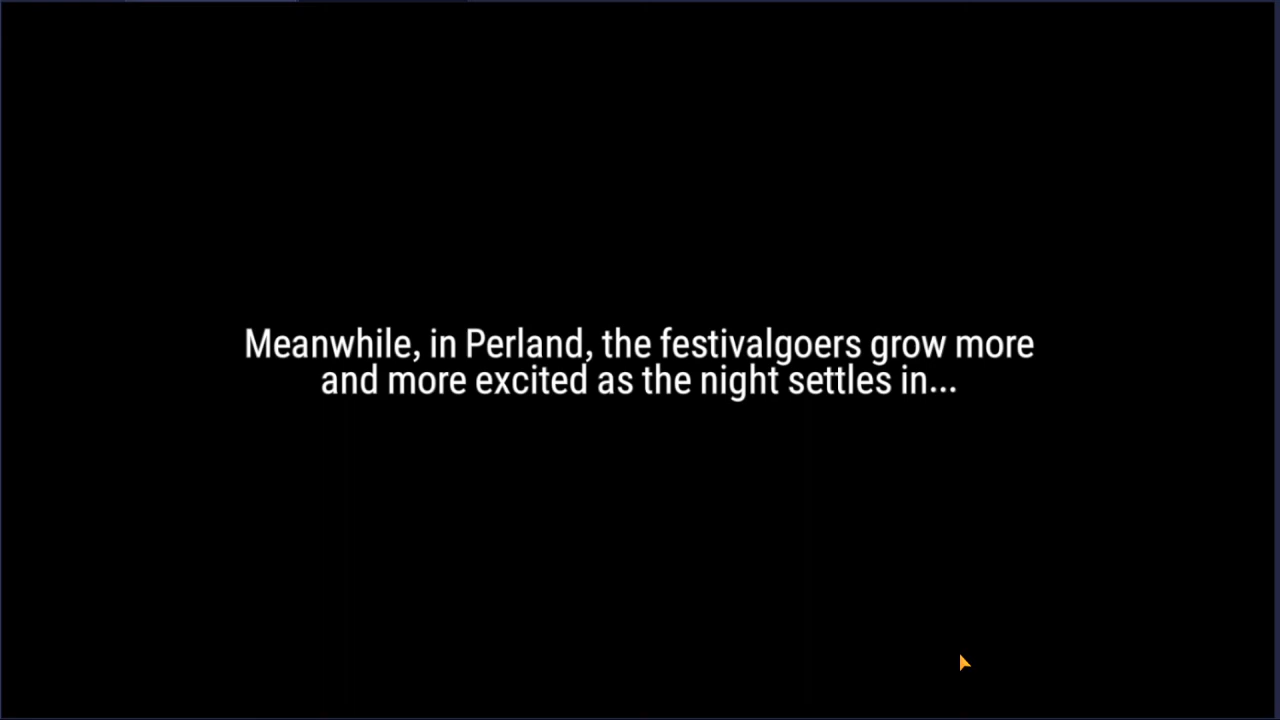 Meanwhile, in Perland, the festivalgoers grow more
and more excited as the night settles in...